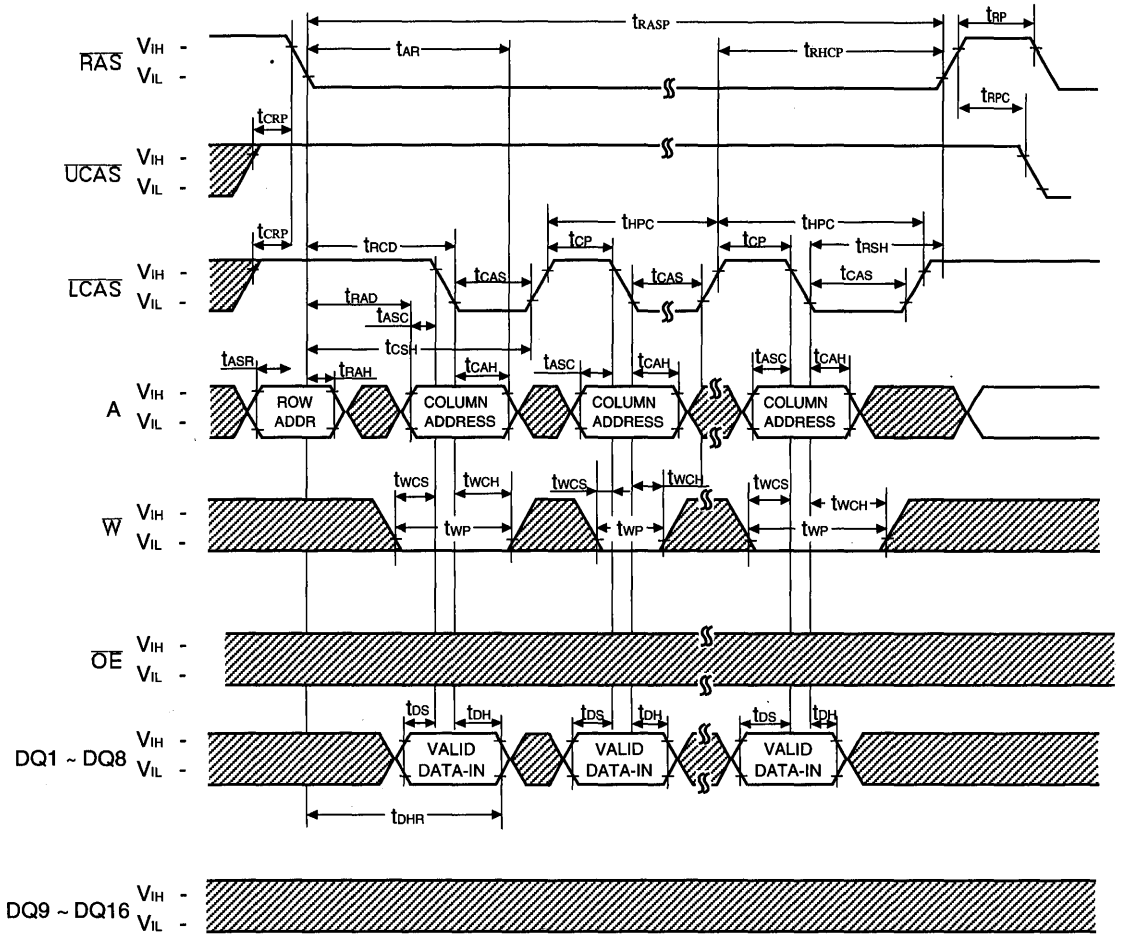 tRASP
tRP
RAS
VIH -
VIL -
tAR
tRHCP
tCRP
tRPC
UCAS
VIH -
VIL -
tCRP
tRCD
tHPC
tHPC
tCP
tCP
tRSH
LCAS
VIH -
VIL -
tCAS
tCAS
tCAS
tRAD
tASC
tCSH
tASR
tRAH
tCAH
tASC
tCAH
tASC
tCAH
A
VIH -
VIL -
ROW ADDR
COLUMN ADDRESS
COLUMN ADDRESS
COLUMN ADDRESS
tWCS
tWCH
tWCS
tWCH
tWCS
tWCH
W
VIH -
VIL -
tWP
tWP
tWP
OE
VIH -
VIL -
tDS
tDH
tDS
tDH
tDS
tDH
DQ1 ~ DQ8
VIH -
VIL -
VALID DATA-IN
VALID DATA-IN
VALID DATA-IN
tDHR
DQ9 ~ DQ16
VIH -
VIL -